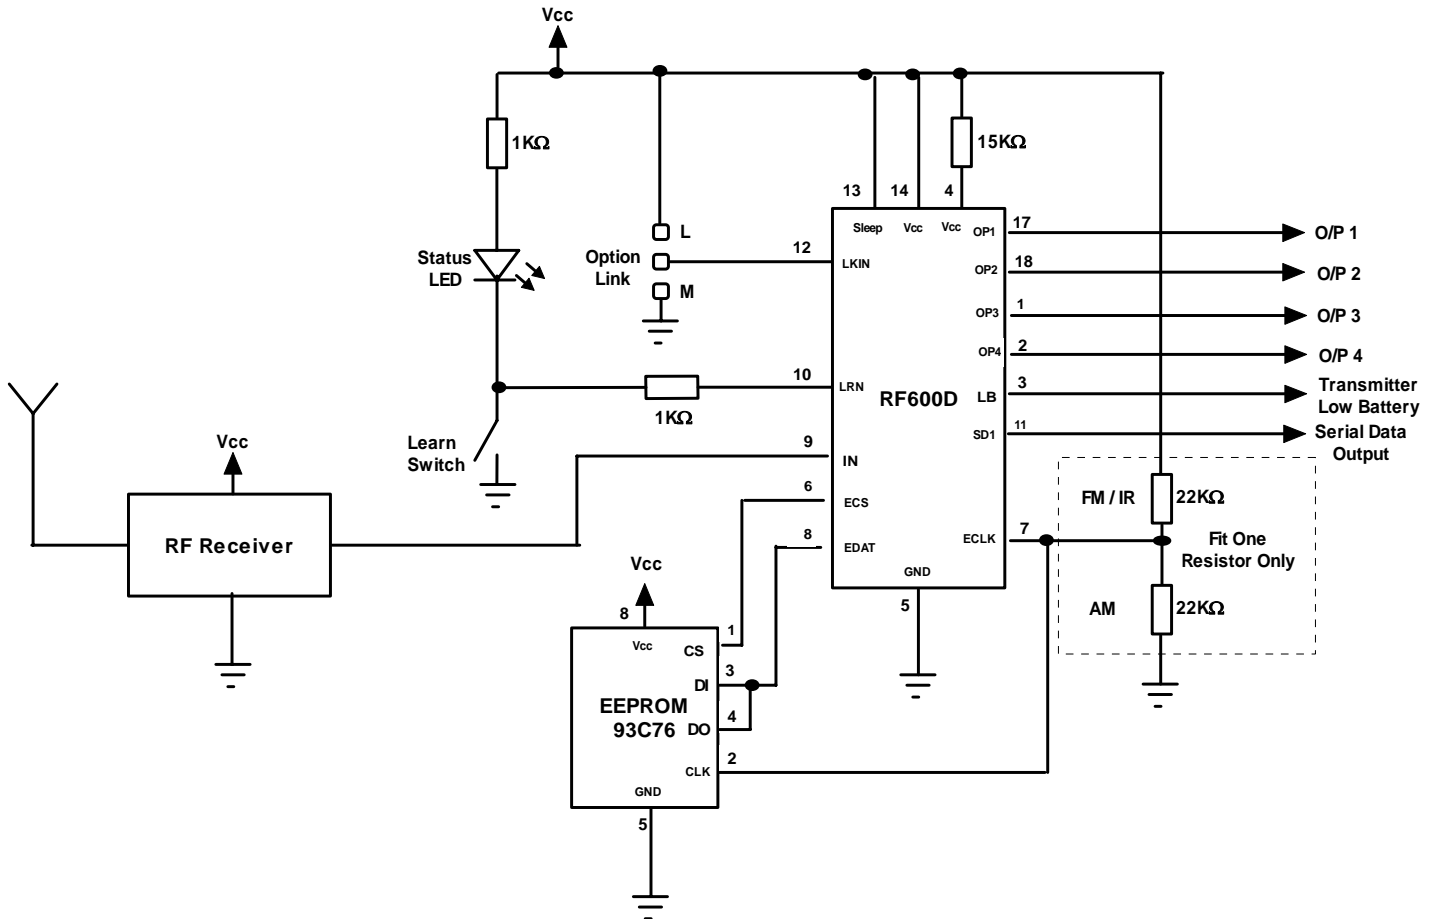 Vcc
1KΩ
15KΩ
13
14
4
Sleep
Vcc
Vcc
OP1
17
O/P 1
L
Option
Link
M
12
LKIN
Status
LED
OP2
18
O/P 2
OP3
1
O/P 3
OP4
2
O/P 4
10
LRN
1KΩ
RF600D
LB
3
Transmitter
Low Battery
SD1
11
Serial Data
Output
Learn
Switch
9
IN
Vcc
RF Receiver
6
ECS
8
EDAT
ECLK
7
GND
5
FM / IR
22KΩ
Fit One
Resistor Only
AM
22KΩ
Vcc
8
Vcc
CS
1
DI
3
EEPROM
93C76
DO
4
CLK
2
GND
5